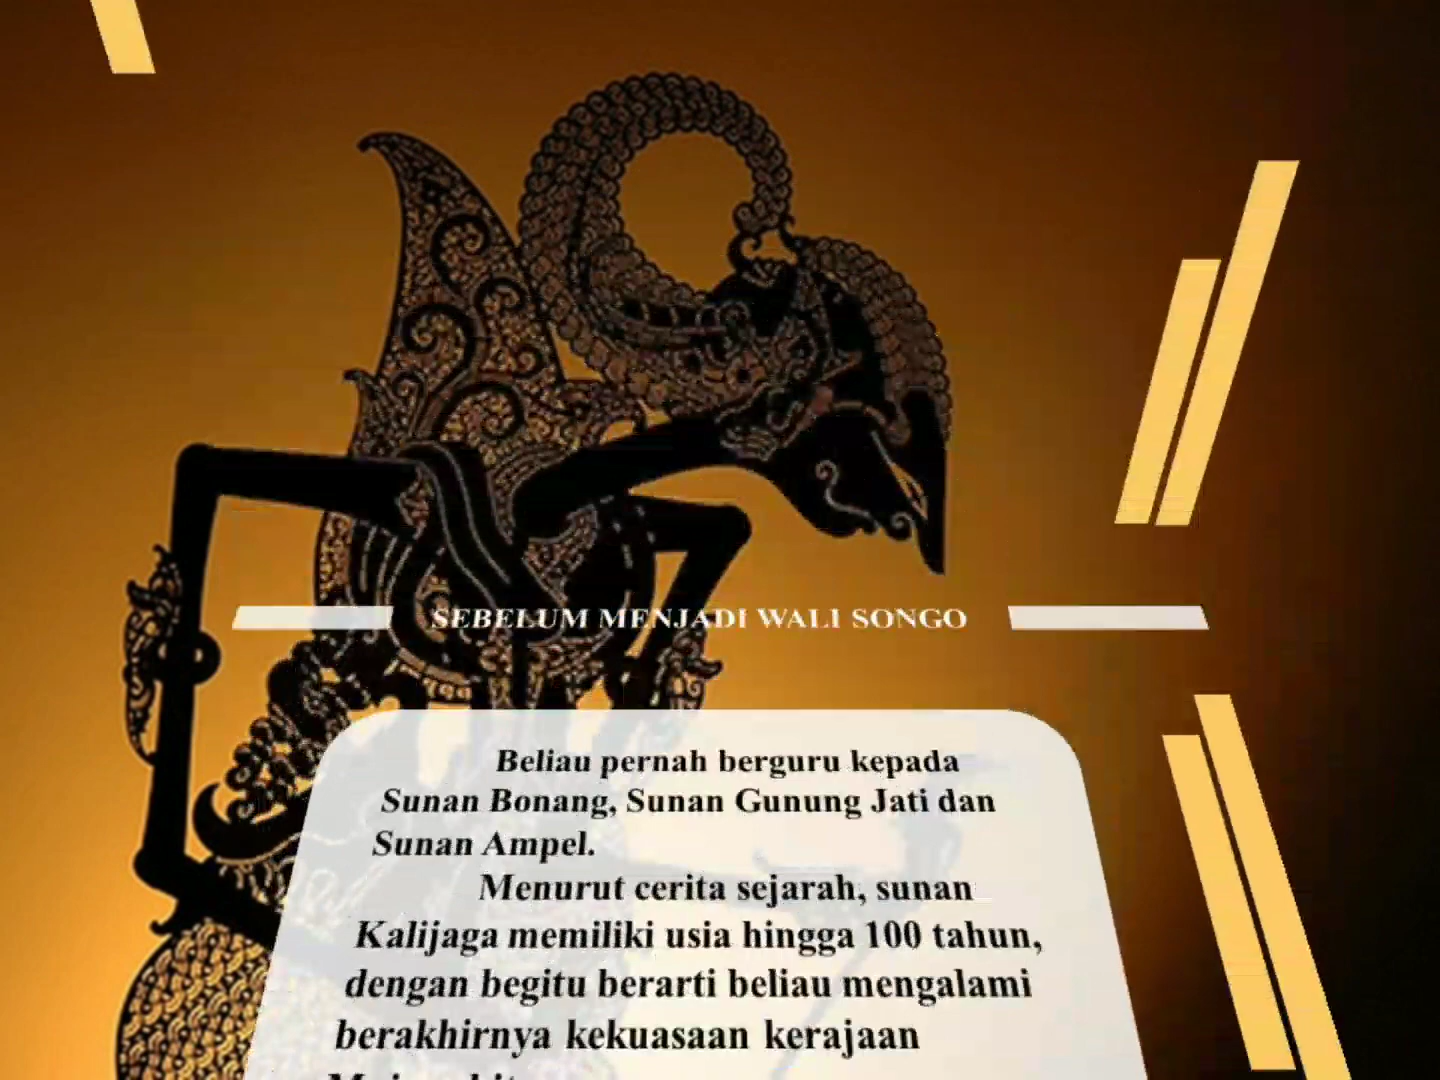 SEBELUM MENJADI WALI SONGO
Beliau pernah berguru kepada
Sunan Bonang, Sunan Gunung Jati dan
Sunan Ampel.
Menurut cerita sejarah, sunan
Kalijaga memiliki usia hingga 100 tahun,
dengan begitu berarti beliau mengalami
berakhirnya kekuasaan kerajaan